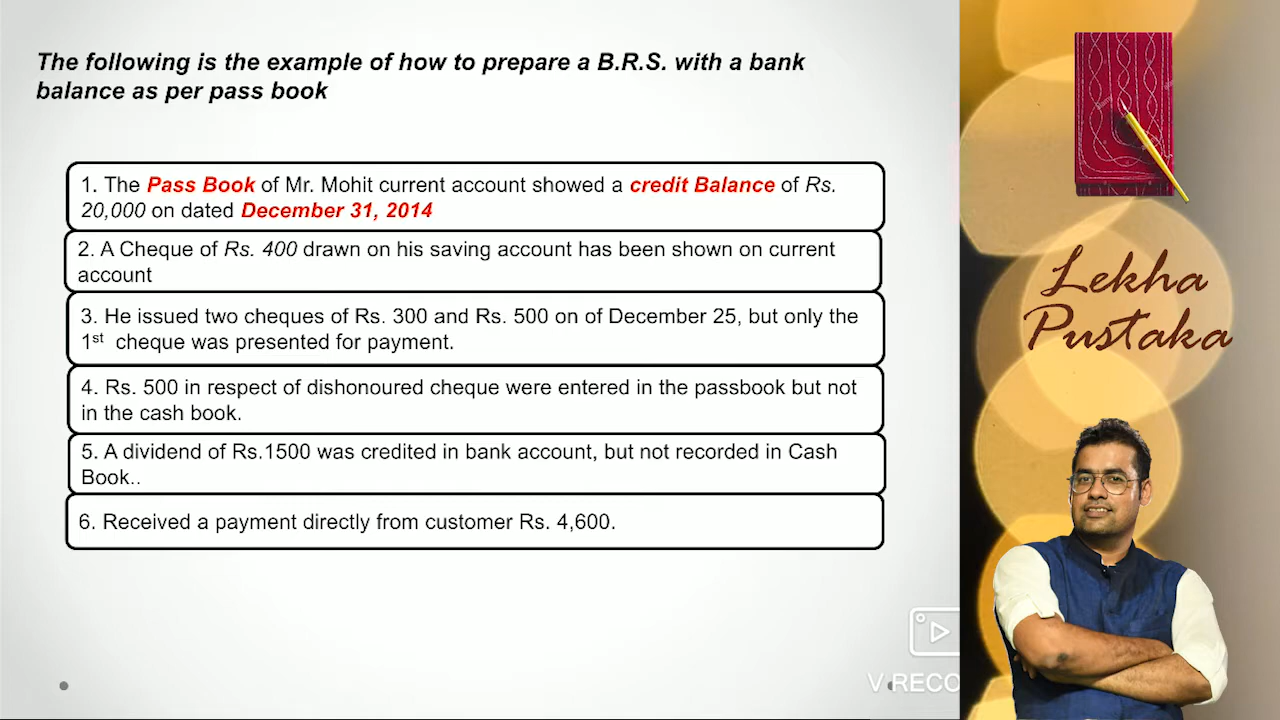 The following is the example of how to prepare a B.R.S. with a bank
balance as per pass book
1. The Pass Book of Mr. Mohit current account showed a credit Balance of Rs.
20,000 on dated December 31, 2014
2. A Cheque of Rs. 400 drawn on his saving account has been shown on current
account
3. He issued two cheques of Rs. 300 and Rs. 500 on of December 25, but only the
1st cheque was presented for payment.
4. Rs. 500 in respect of dishonoured cheque were entered in the passbook but not
in the cash book.
5. A dividend of Rs.1500 was credited in bank account, but not recorded in Cash
Book..
6. Received a payment directly from customer Rs. 4,600.
Lekha
Pustaka
V RECO